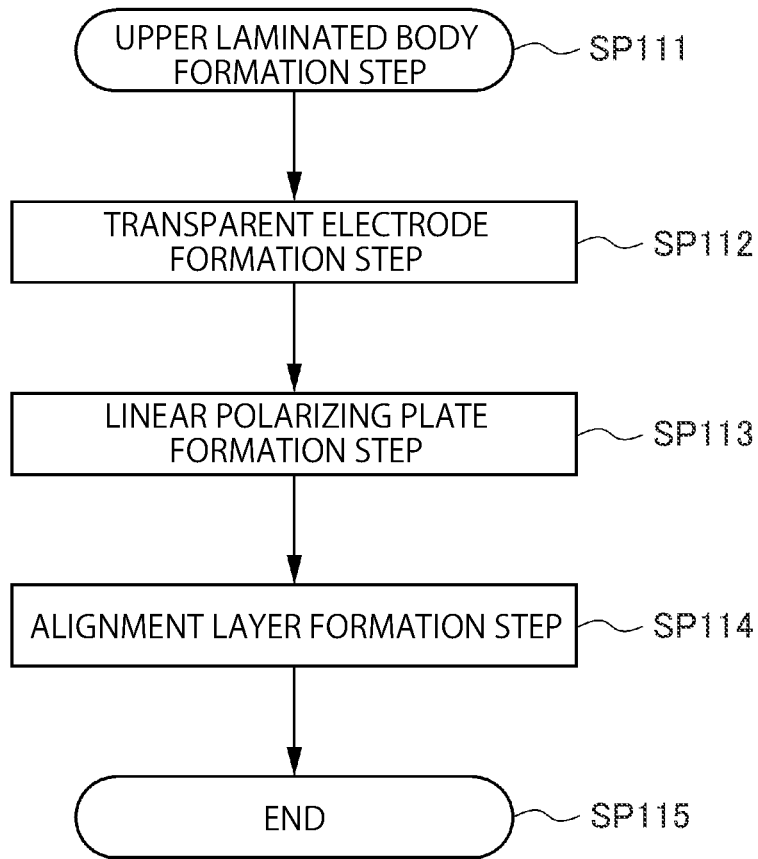 UPPER LAMINATED BODY
FORMATION STEP
SP111
TRANSPARENT ELECTRODE
FORMATION STEP
SP112
LINEAR POLARIZING PLATE
FORMATION STEP
SP113
ALIGNMENT LAYER FORMATION STEP
SP114
END
SP115